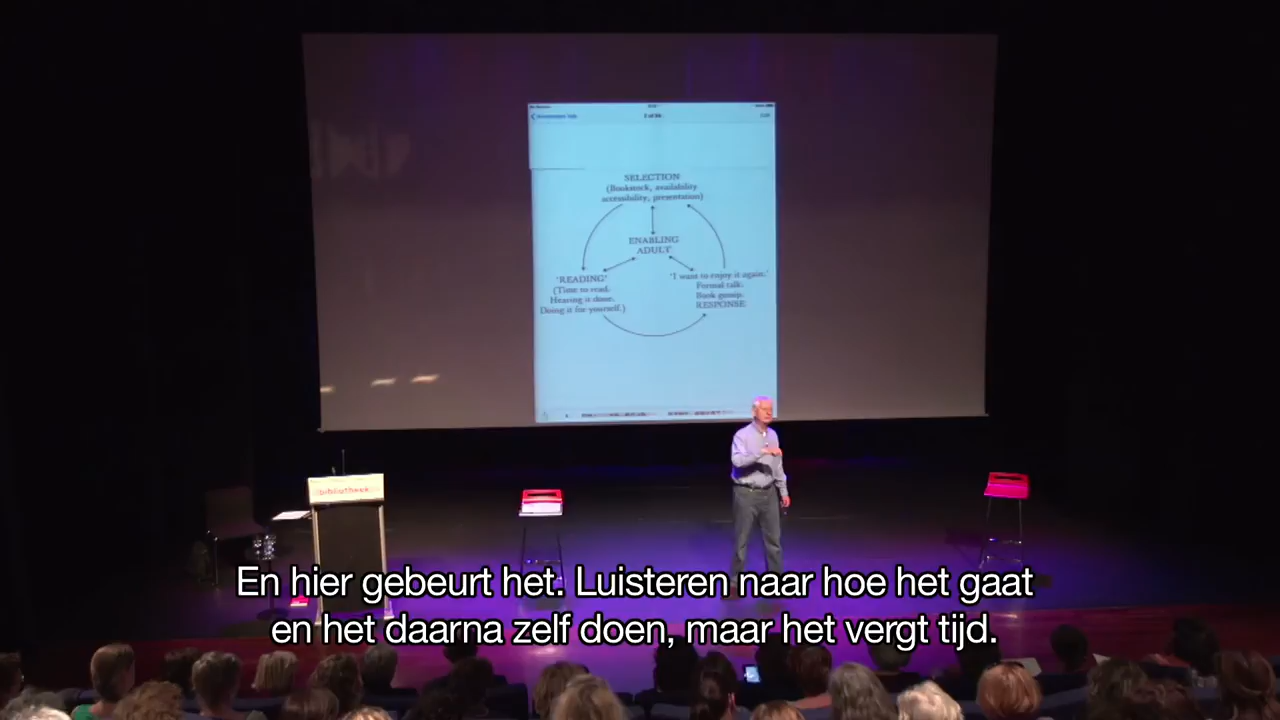 SELECTION
(Bookstock, availability
accessibility, presentation)
ENABLING
ADULT
'READING'
(Time to read.
Hearing it done.
Doing it for yourself.)
'I want to enjoy it again.'
Formal talk.
Book gossip.
RESPONSE
bibliotheek
En hier gebeurt het. Luisteren naar hoe het gaat
en het daarna zelf doen, maar het vergt tijd.